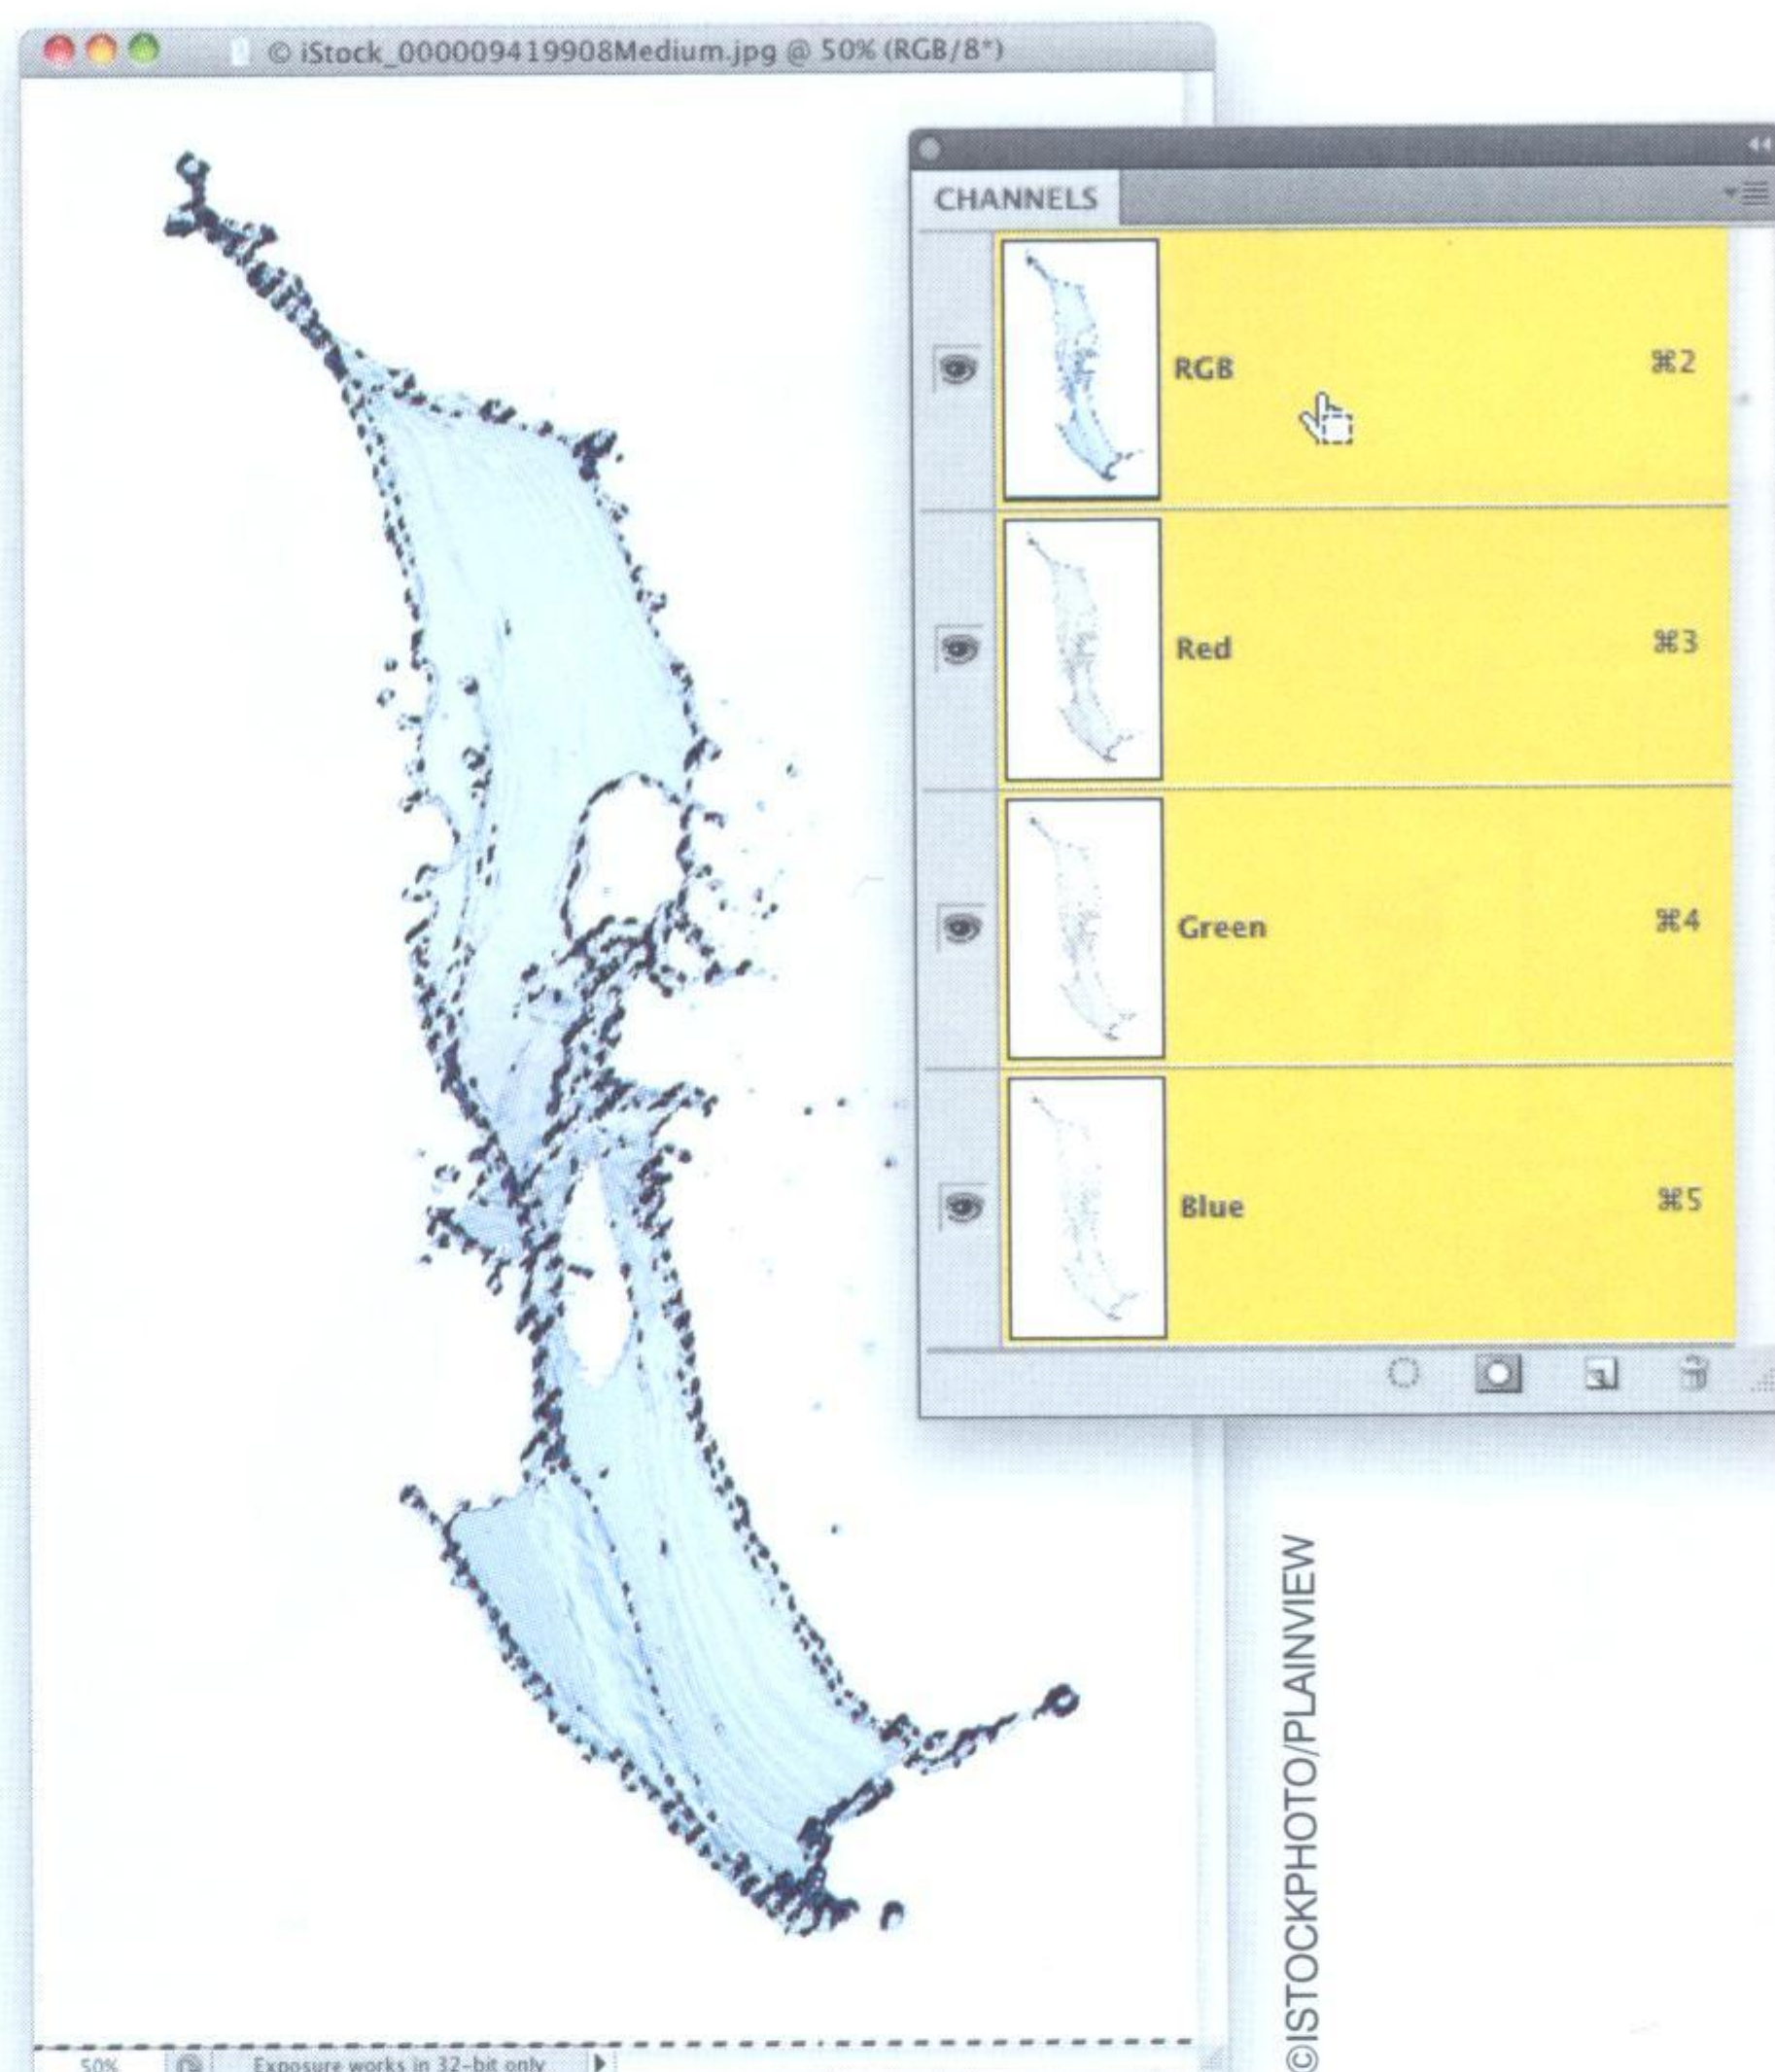 © iStock_000009419908Medium.jpg @ 50% (RGB/8*)
CHANNELS
RGB ⌘2
Red ⌘3
Green ⌘4
Blue ⌘5
50% Exposure works in 32-bit only
©ISTOCKPHOTO/PLAINVIEW